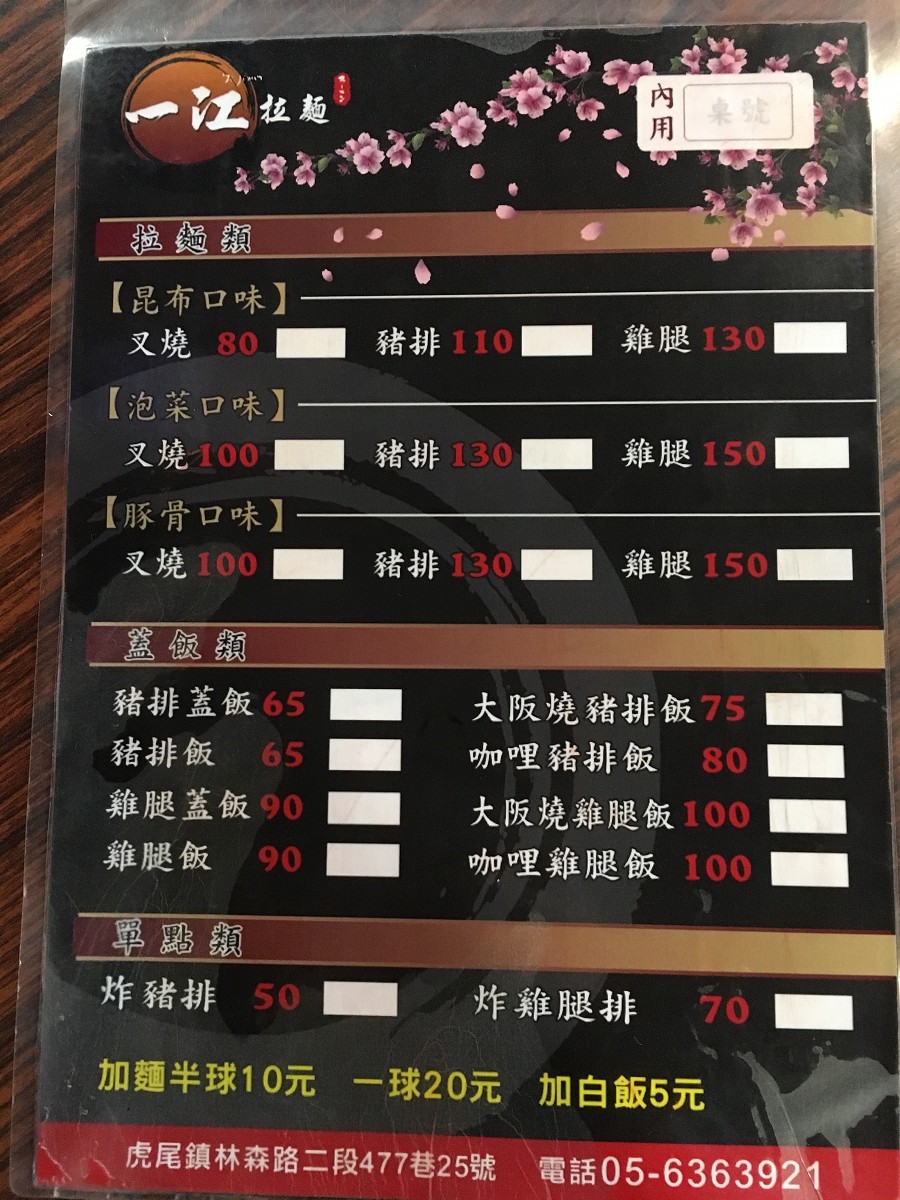 一江拉麵
內用 桌號
拉麵類
【昆布口味】
叉燒 80 豬排 110 雞腿 130
【泡菜口味】
叉燒 100 豬排 130 雞腿 150
【豚骨口味】
叉燒 100 豬排 130 雞腿 150
蓋飯類
豬排蓋飯 65 大阪燒豬排飯 75
豬排飯 65 咖哩豬排飯 80
雞腿蓋飯 90 大阪燒雞腿飯 100
雞腿飯 90 咖哩雞腿飯 100
單點類
炸豬排 50 炸雞腿排 70
加麵半球10元 一球20元 加白飯5元
虎尾鎮林森路二段477巷25號 電話05-6363921